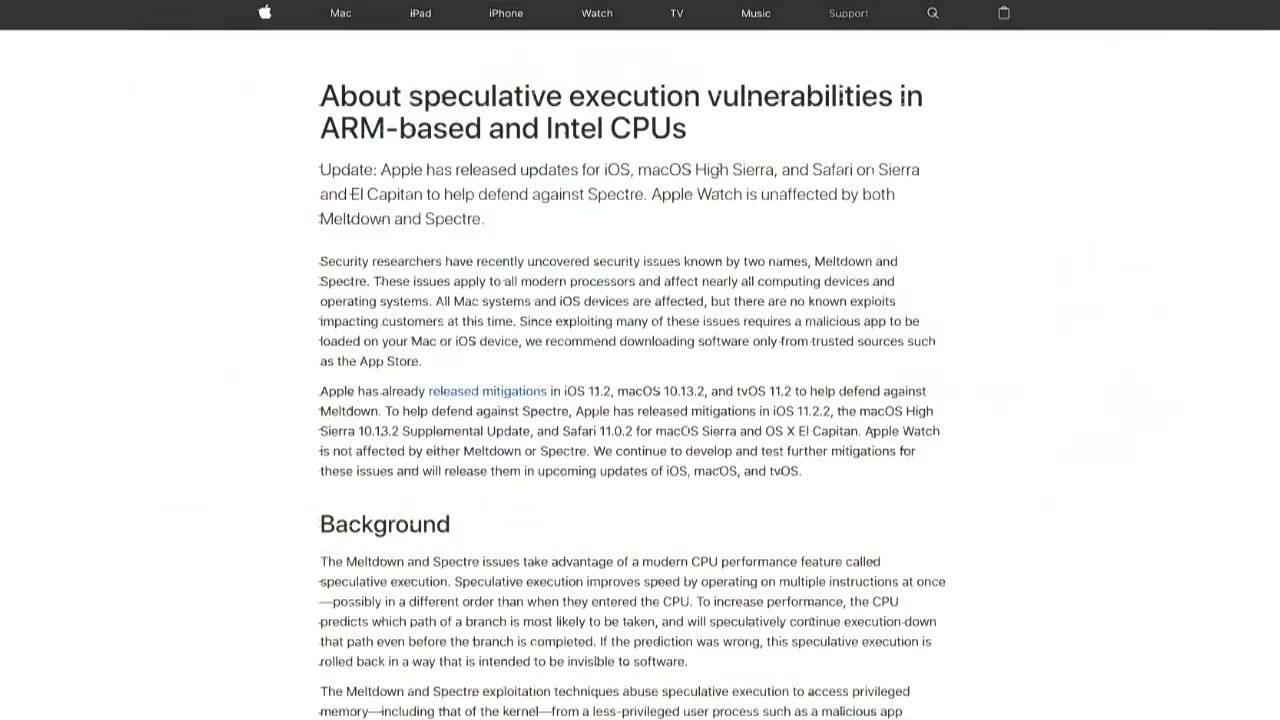 Mac iPad iPhone Watch TV Music Support
About speculative execution vulnerabilities in
ARM-based and Intel CPUs
Update: Apple has released updates for iOS, macOS High Sierra, and Safari on Sierra
and El Capitan to help defend against Spectre. Apple Watch is unaffected by both
Meltdown and Spectre.
Security researchers have recently uncovered security issues known by two names, Meltdown and
Spectre. These issues apply to all modern processors and affect nearly all computing devices and
operating systems. All Mac systems and iOS devices are affected, but there are no known exploits
impacting customers at this time. Since exploiting many of these issues requires a malicious app to be
loaded on your Mac or iOS device, we recommend downloading software only from trusted sources such
as the App Store.
Apple has already released mitigations in iOS 11.2, macOS 10.13.2, and tvOS 11.2 to help defend against
Meltdown. To help defend against Spectre, Apple has released mitigations in iOS 11.2.2, the macOS High
Sierra 10.13.2 Supplemental Update, and Safari 11.0.2 for macOS Sierra and OS X El Capitan. Apple Watch
is not affected by either Meltdown or Spectre. We continue to develop and test further mitigations for
these issues and will release them in upcoming updates of iOS, macOS, and tvOS.
Background
The Meltdown and Spectre issues take advantage of a modern CPU performance feature called
speculative execution. Speculative execution improves speed by operating on multiple instructions at once
—possibly in a different order than when they entered the CPU. To increase performance, the CPU
predicts which path of a branch is most likely to be taken, and will speculatively continue execution down
that path even before the branch is completed. If the prediction was wrong, this speculative execution is
rolled back in a way that is intended to be invisible to software.
The Meltdown and Spectre exploitation techniques abuse speculative execution to access privileged
memory—including that of the kernel—from a less-privileged user process such as a malicious app